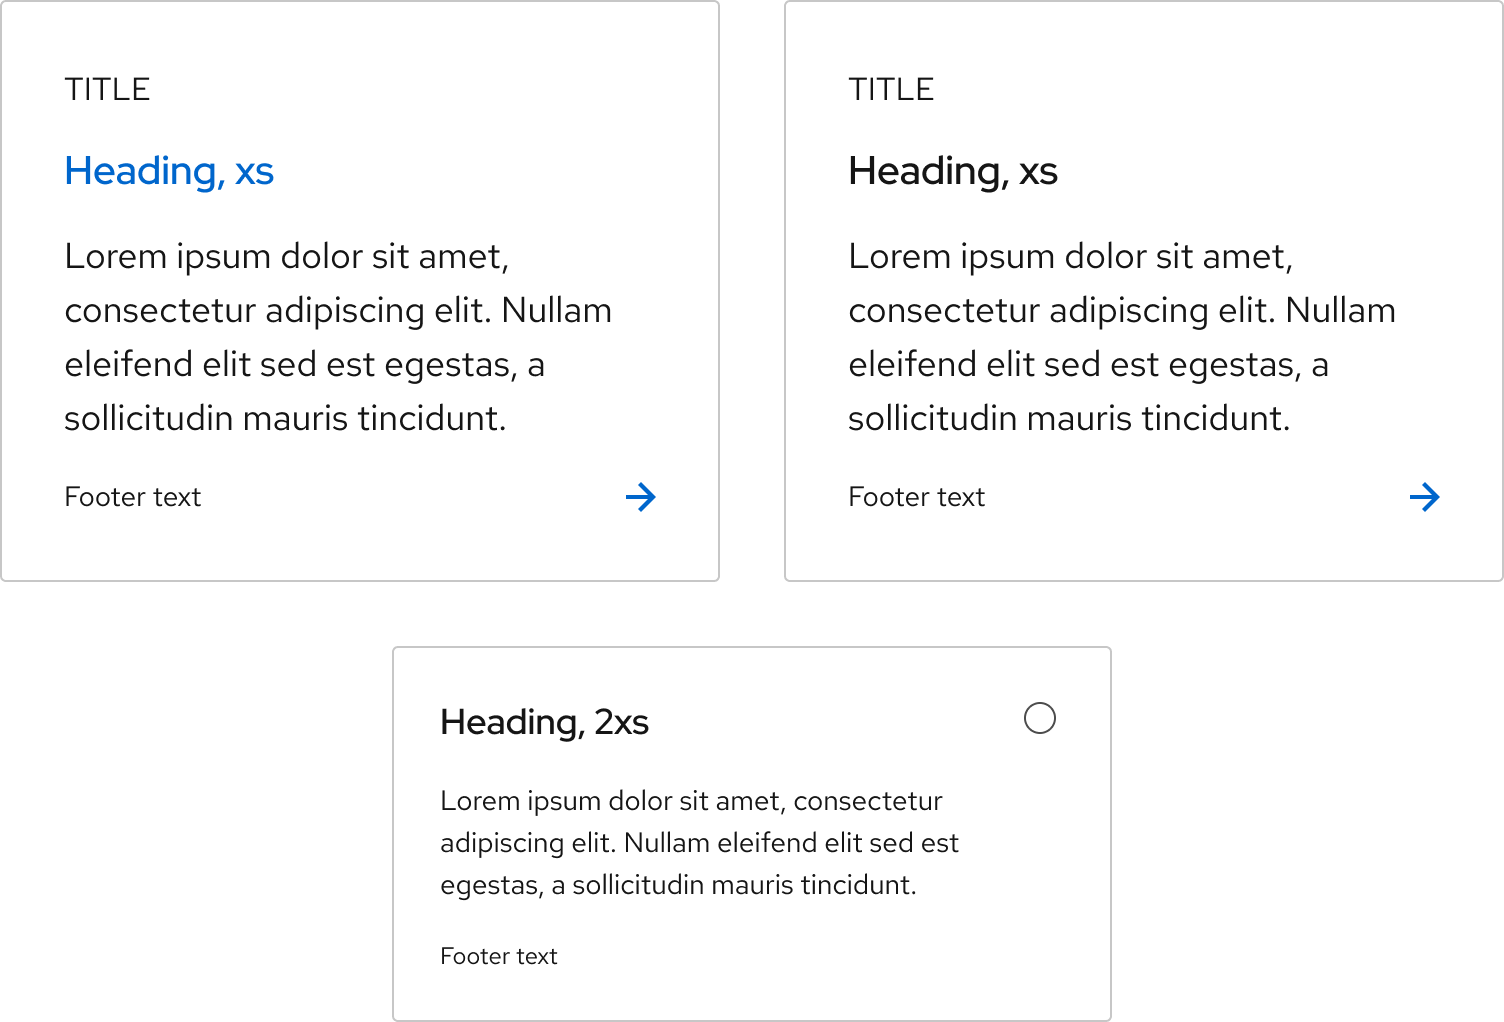 TITLE
Heading, xs
Lorem ipsum dolor sit amet,
consectetur adipiscing elit. Nullam
eleifend elit sed est egestas, a
sollicitudin mauris tincidunt.
Footer text
TITLE
Heading, xs
Lorem ipsum dolor sit amet,
consectetur adipiscing elit. Nullam
eleifend elit sed est egestas, a
sollicitudin mauris tincidunt.
Footer text
Heading, 2xs
Lorem ipsum dolor sit amet, consectetur
adipiscing elit. Nullam eleifend elit sed est
egestas, a sollicitudin mauris tincidunt.
Footer text